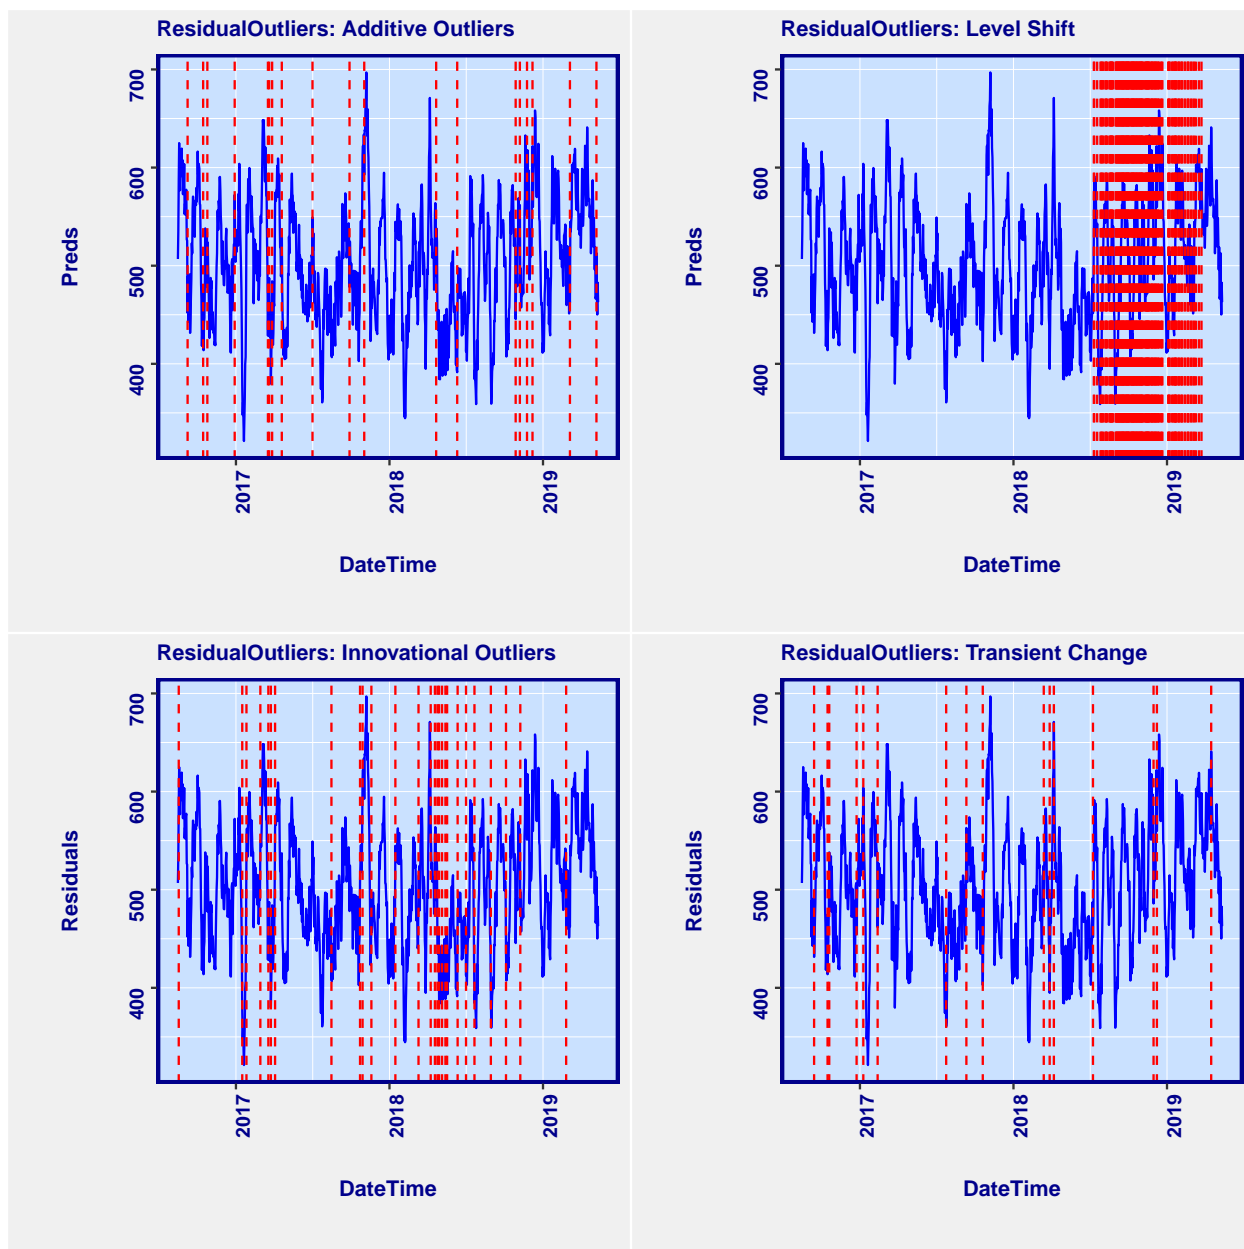 ResidualOutliers: Additive Outliers
Preds
700
600
500
400
2017
2018
2019
DateTime
ResidualOutliers: Level Shift
Preds
700
600
500
400
2017
2018
2019
DateTime
ResidualOutliers: Innovational Outliers
Residuals
700
600
500
400
2017
2018
2019
DateTime
ResidualOutliers: Transient Change
Residuals
700
600
500
400
2017
2018
2019
DateTime